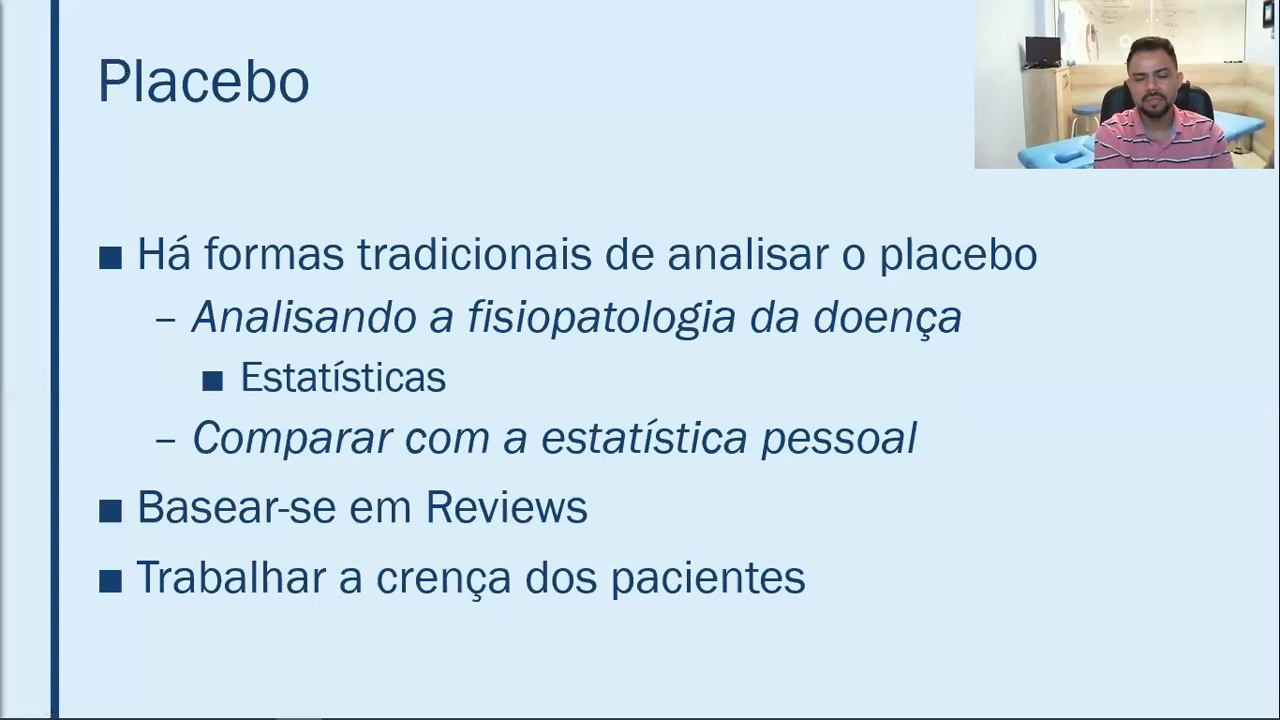 Placebo
Há formas tradicionais de analisar o placebo
– Analisando a fisiopatologia da doença
Estatísticas
– Comparar com a estatística pessoal
Basear-se em Reviews
Trabalhar a crença dos pacientes